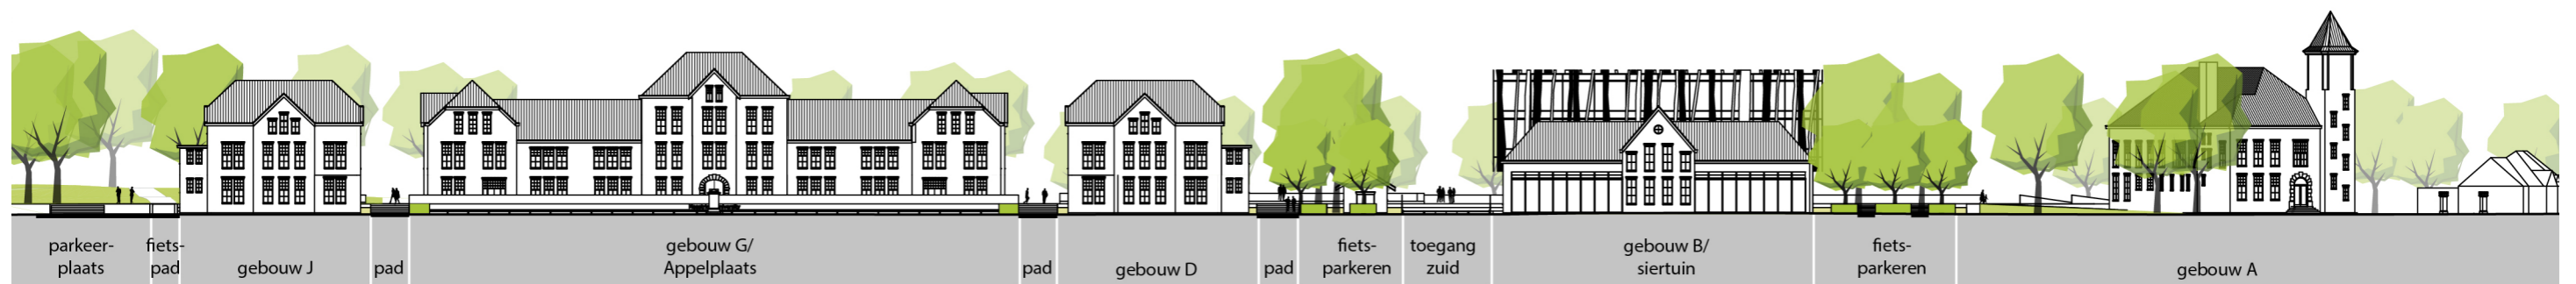 parkeer-
plaats
fiets-
pad
gebouw J
pad
gebouw G/
Appelplaats
pad
gebouw D
pad
fiets-
parkeren
toegang
zuid
gebouw B/
siertuin
fiets-
parkeren
gebouw A